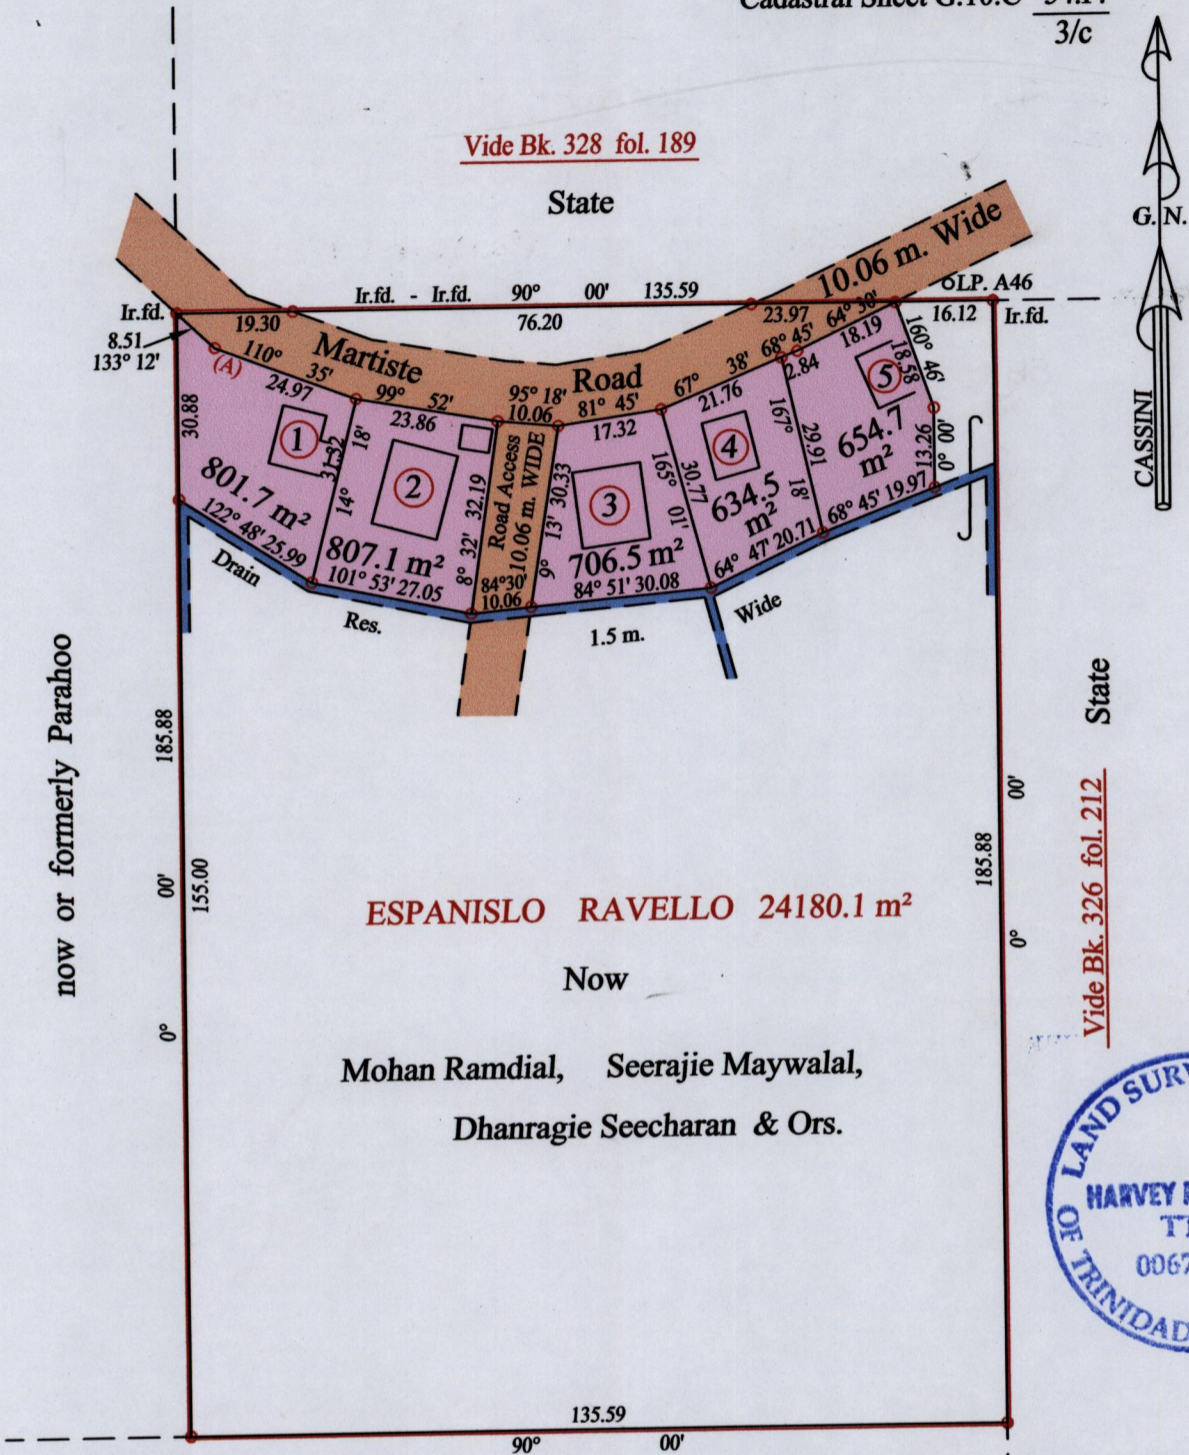 Cadastral Sheet G.10.C
3/c
Vide Bk. 328 fol. 189
State
G. N.
CASSINI
10.06 m. Wide
LP. A46
Ir.fd. - Ir.fd. 90° 00' 135.59
Ir.fd.
Ir.fd.
19.30
76.20
23.97
16.12
8.51
133° 12'
(A)
110° 35'
24.97
Martiste Road
99° 52'
23.86
95° 18'
10.06
81° 45'
17.32
67° 38'
21.76
68° 45'
2.84
64° 30'
18.19
160° 46'
18.58
13.26
0° 00'
30.88
1
801.7 m²
122° 48' 25.99
14° 18'
31.32
2
807.1 m²
101° 53' 27.05
8° 32' 32.19
Road Access
10.06 m. WIDE
84°30'
10.06
9° 13' 30.33
3
706.5 m²
84° 51' 30.08
165° 01'
30.77
4
634.5
m²
64° 47' 20.71
167° 18'
29.91
5
654.7
m²
68° 45' 19.97
Drain
Res.
1.5 m.
Wide
now or formerly Parahoo
0° 00' 185.88
155.00
185.88
0° 00'
State
Vide Bk. 326 fol. 212
ESPANISLO RAVELLO 24180.1 m²
Now
Mohan Ramdial, Seerajie Maywalal,
Dhanragie Seecharan & Ors.
135.59
90° 00'
LAND SURV
HARVEY
TT
0067
OF TRINIDAD